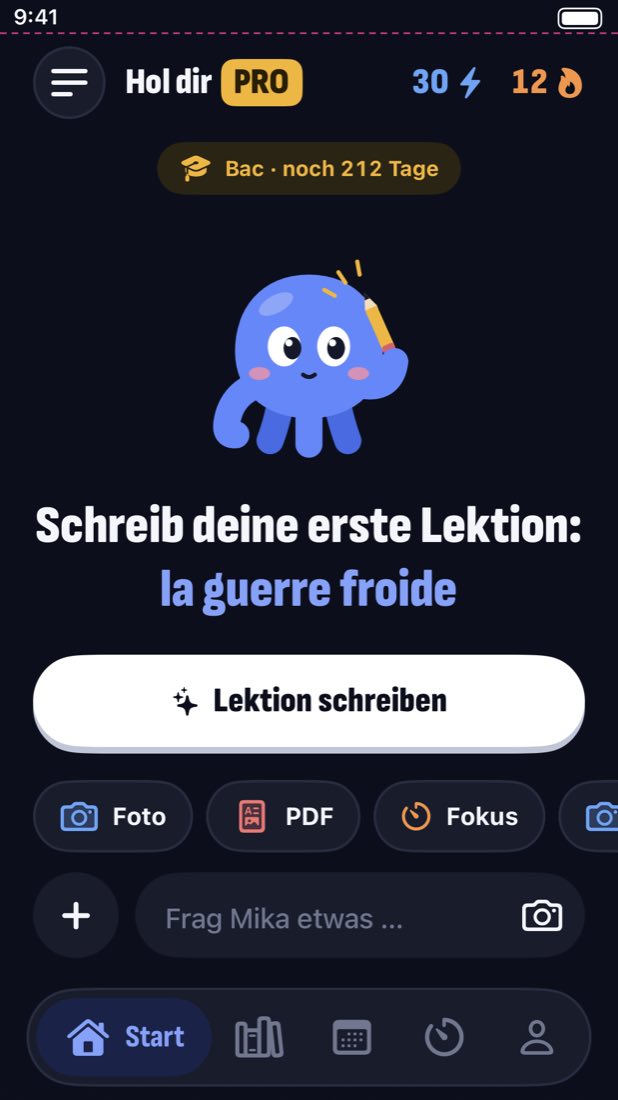 9:41
Hol dir PRO
30
12
Bac · noch 212 Tage
Schreib deine erste Lektion:
la guerre froide
Lektion schreiben
Foto
PDF
Fokus
Frag Mika etwas ...
Start